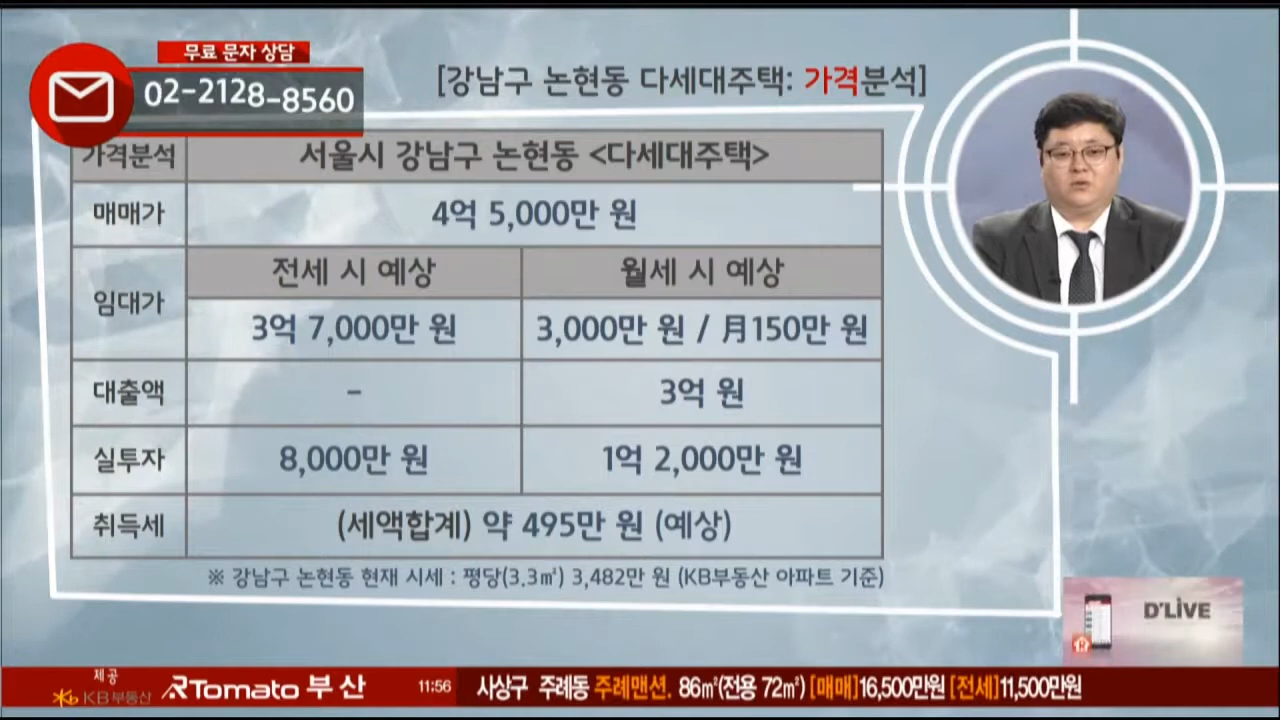 무료 문자 상담
02-2128-8560
[강남구 논현동 다세대주택: 가격분석]
가격분석 서울시 강남구 논현동 <다세대주택>
매매가 4억 5,000만 원
임대가 전세 시 예상 월세 시 예상
3억 7,000만 원 3,000만 원 / 月150만 원
대출액 - 3억 원
실투자 8,000만 원 1억 2,000만 원
취득세 (세액합계) 약 495만 원 (예상)
※ 강남구 논현동 현재 시세 : 평당(3.3㎡) 3,482만 원 (KB부동산 아파트 기준)
D'LIVE
제공
KB부동산 RTomato 부산 11:56 사상구 주례동 주례맨션. 86㎡(전용 72㎡) [매매]16,500만원 [전세]11,500만원